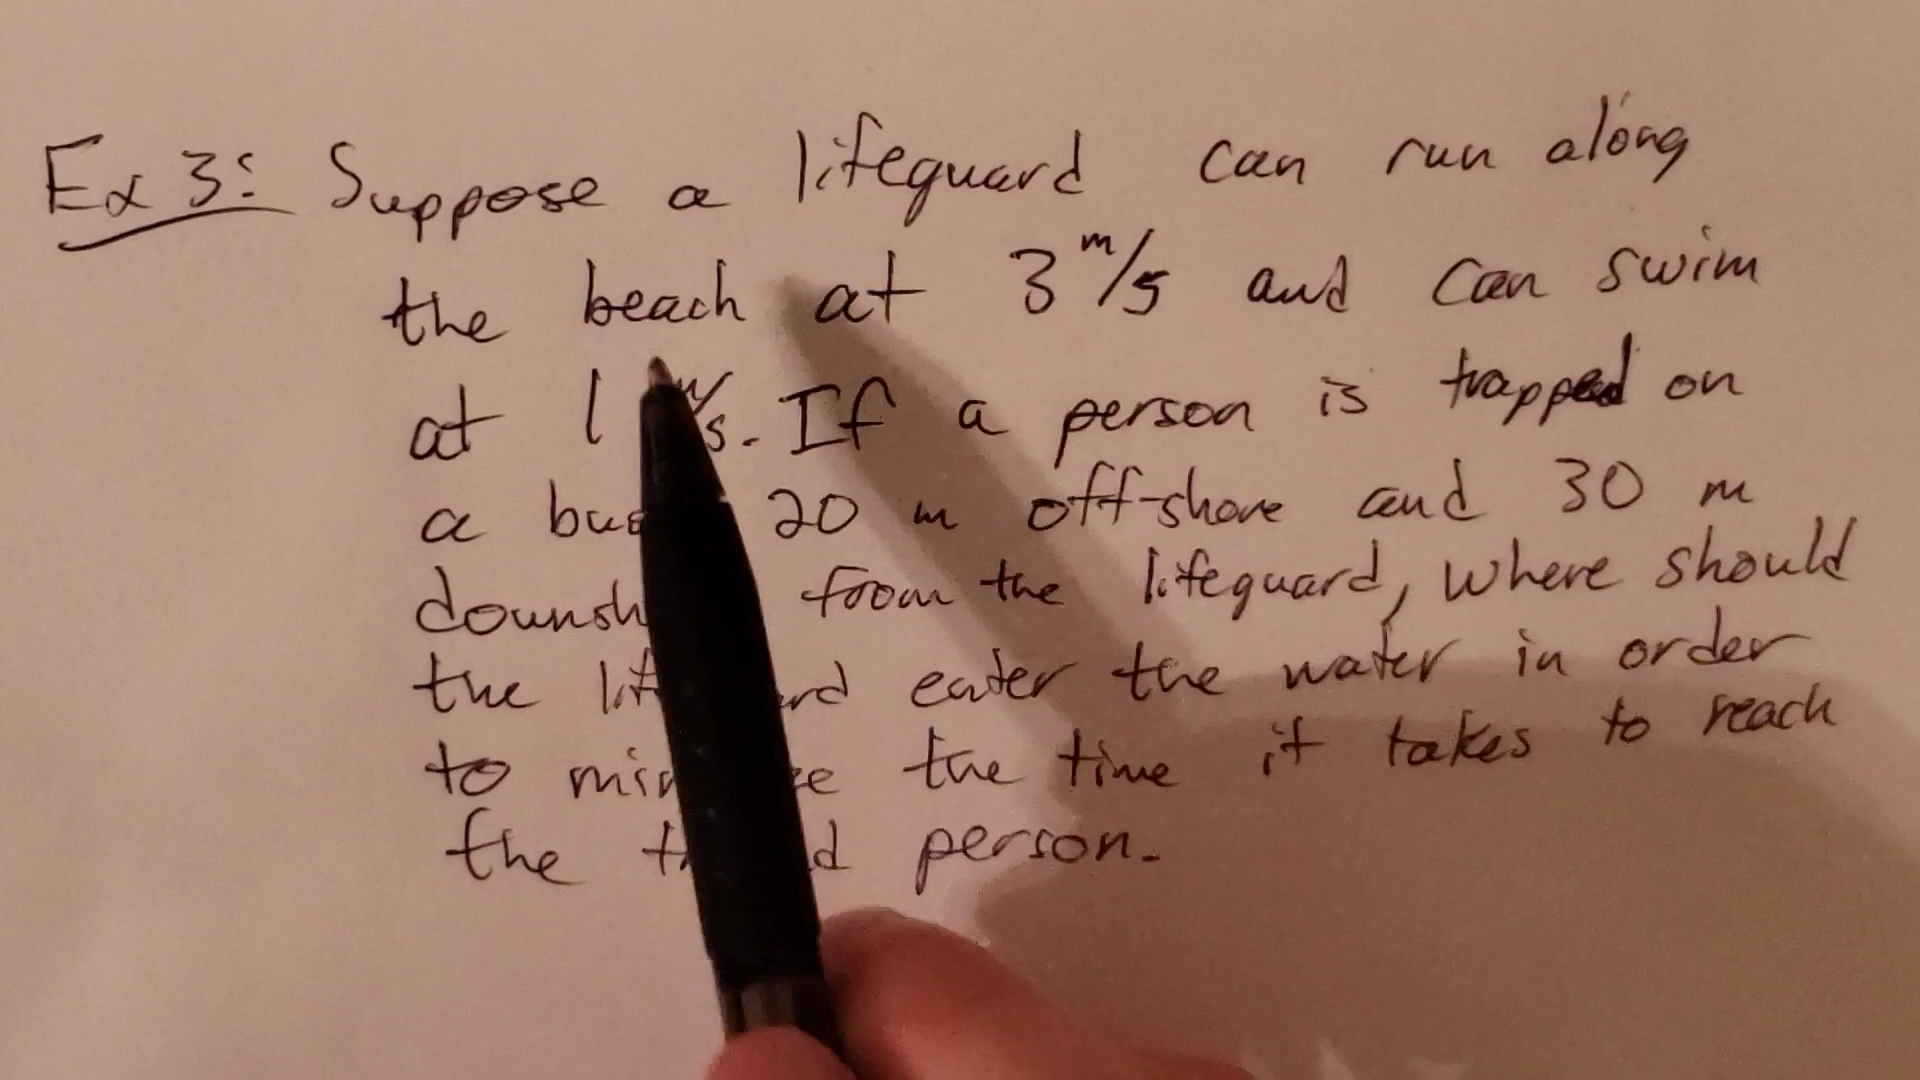 Ex 3: Suppose a lifeguard can run along
the beach at 3 m/s and can swim
at 1 m/s. If a person is trapped on
a 20 m off-shore and 30 m
from the lifeguard, where should
the enter the water in order
to the time it takes to reach
the person.